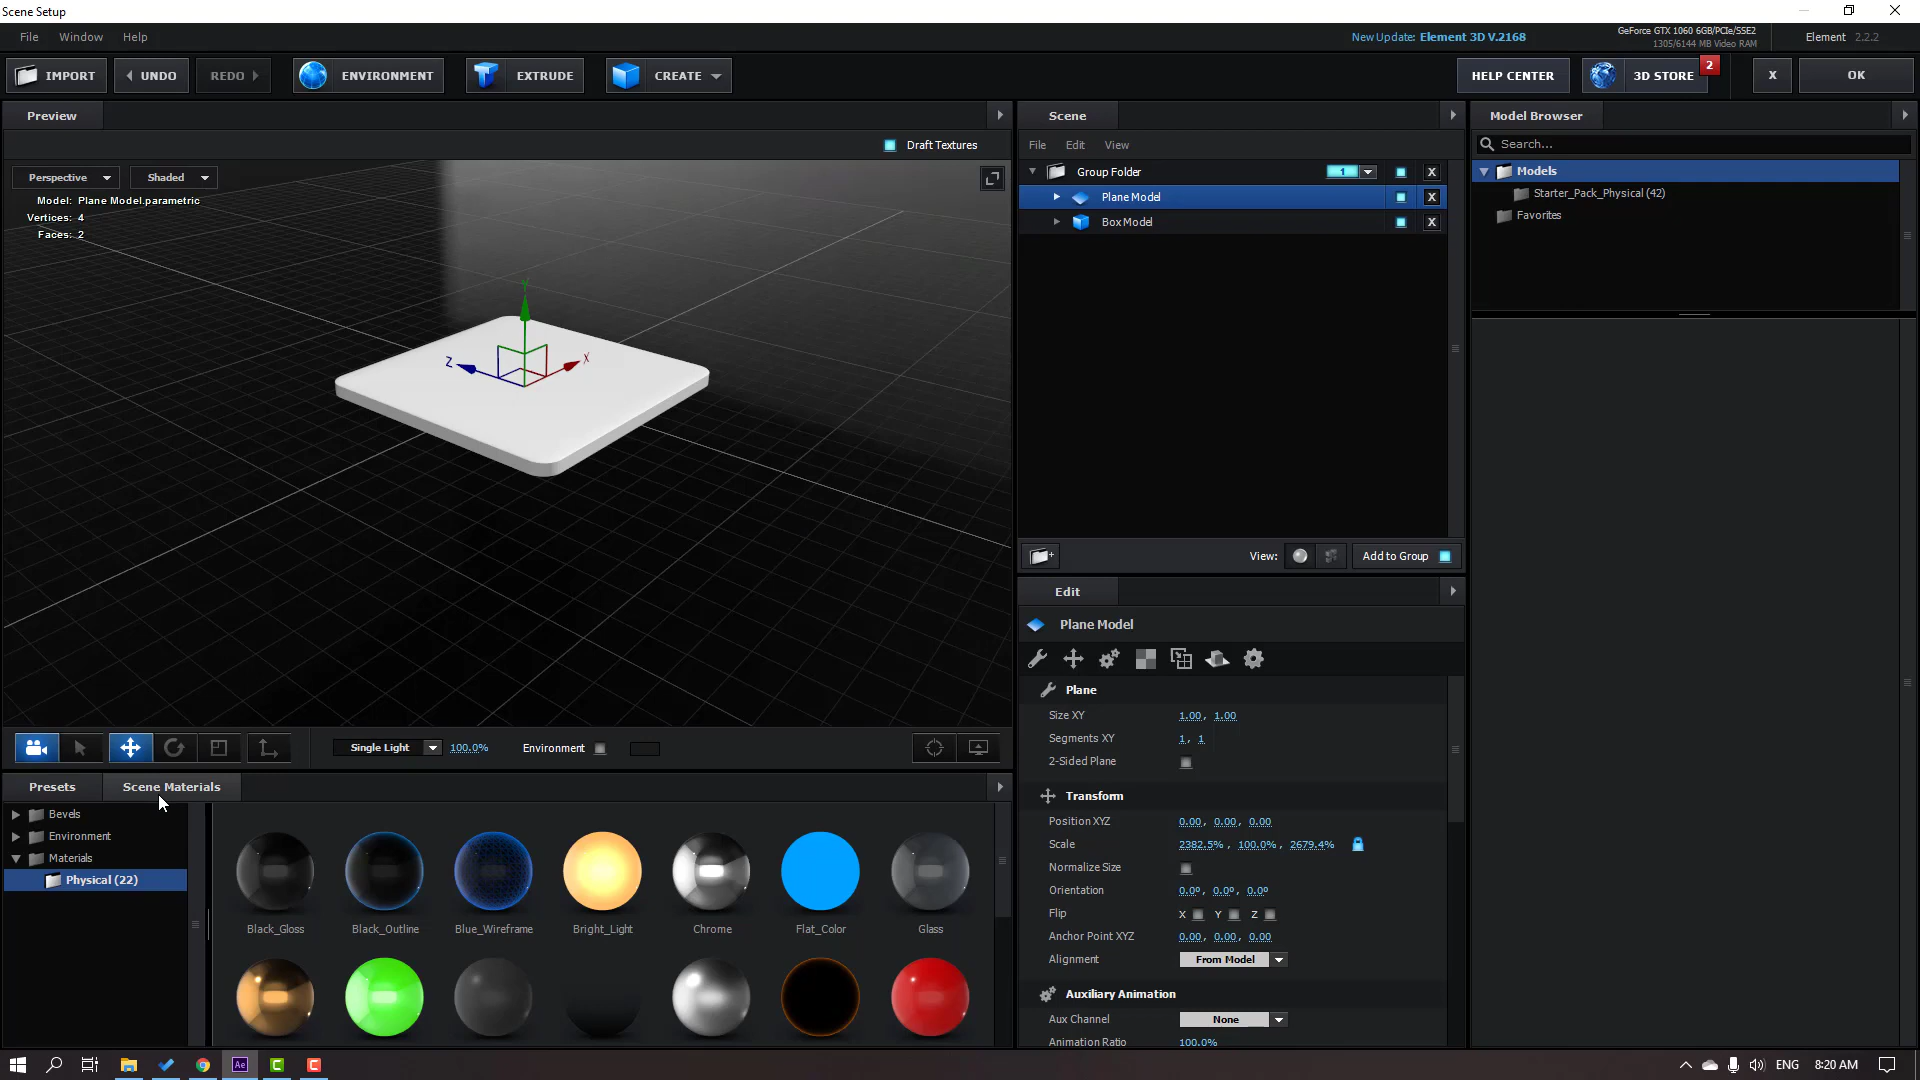 Scene Setup
File Window Help
New Update: Element 3D V.2168
GeForce GTX 1060 6GB/PCIe/SSE2
1305/6144 MB Video RAM
Element 2.2.2
IMPORT UNDO REDO ENVIRONMENT EXTRUDE CREATE HELP CENTER 3D STORE 2 X OK
Preview
Draft Textures
Perspective Shaded
Model: Plane Model.parametric
Vertices: 4
Faces: 2
Y
Z
X
Single Light 100.0% Environment
Presets Scene Materials
Bevels
Environment
Materials
Physical (22)
Black_Gloss Black_Outline Blue_Wireframe Bright_Light Chrome Flat_Color Glass
Scene
File Edit View
Group Folder 1 X
Plane Model X
Box Model X
View: Add to Group
Edit
Plane Model
Plane
Size XY 1.00, 1.00
Segments XY 1, 1
2-Sided Plane
Transform
Position XYZ 0.00, 0.00, 0.00
Scale 2382.5%, 100.0%, 2679.4%
Normalize Size
Orientation 0.0º, 0.0º, 0.0º
Flip X Y Z
Anchor Point XYZ 0.00, 0.00, 0.00
Alignment From Model
Auxiliary Animation
Aux Channel None
Animation Ratio 100.0%
Model Browser
Search...
Models
Starter_Pack_Physical (42)
Favorites
Ae C C ENG 8:20 AM